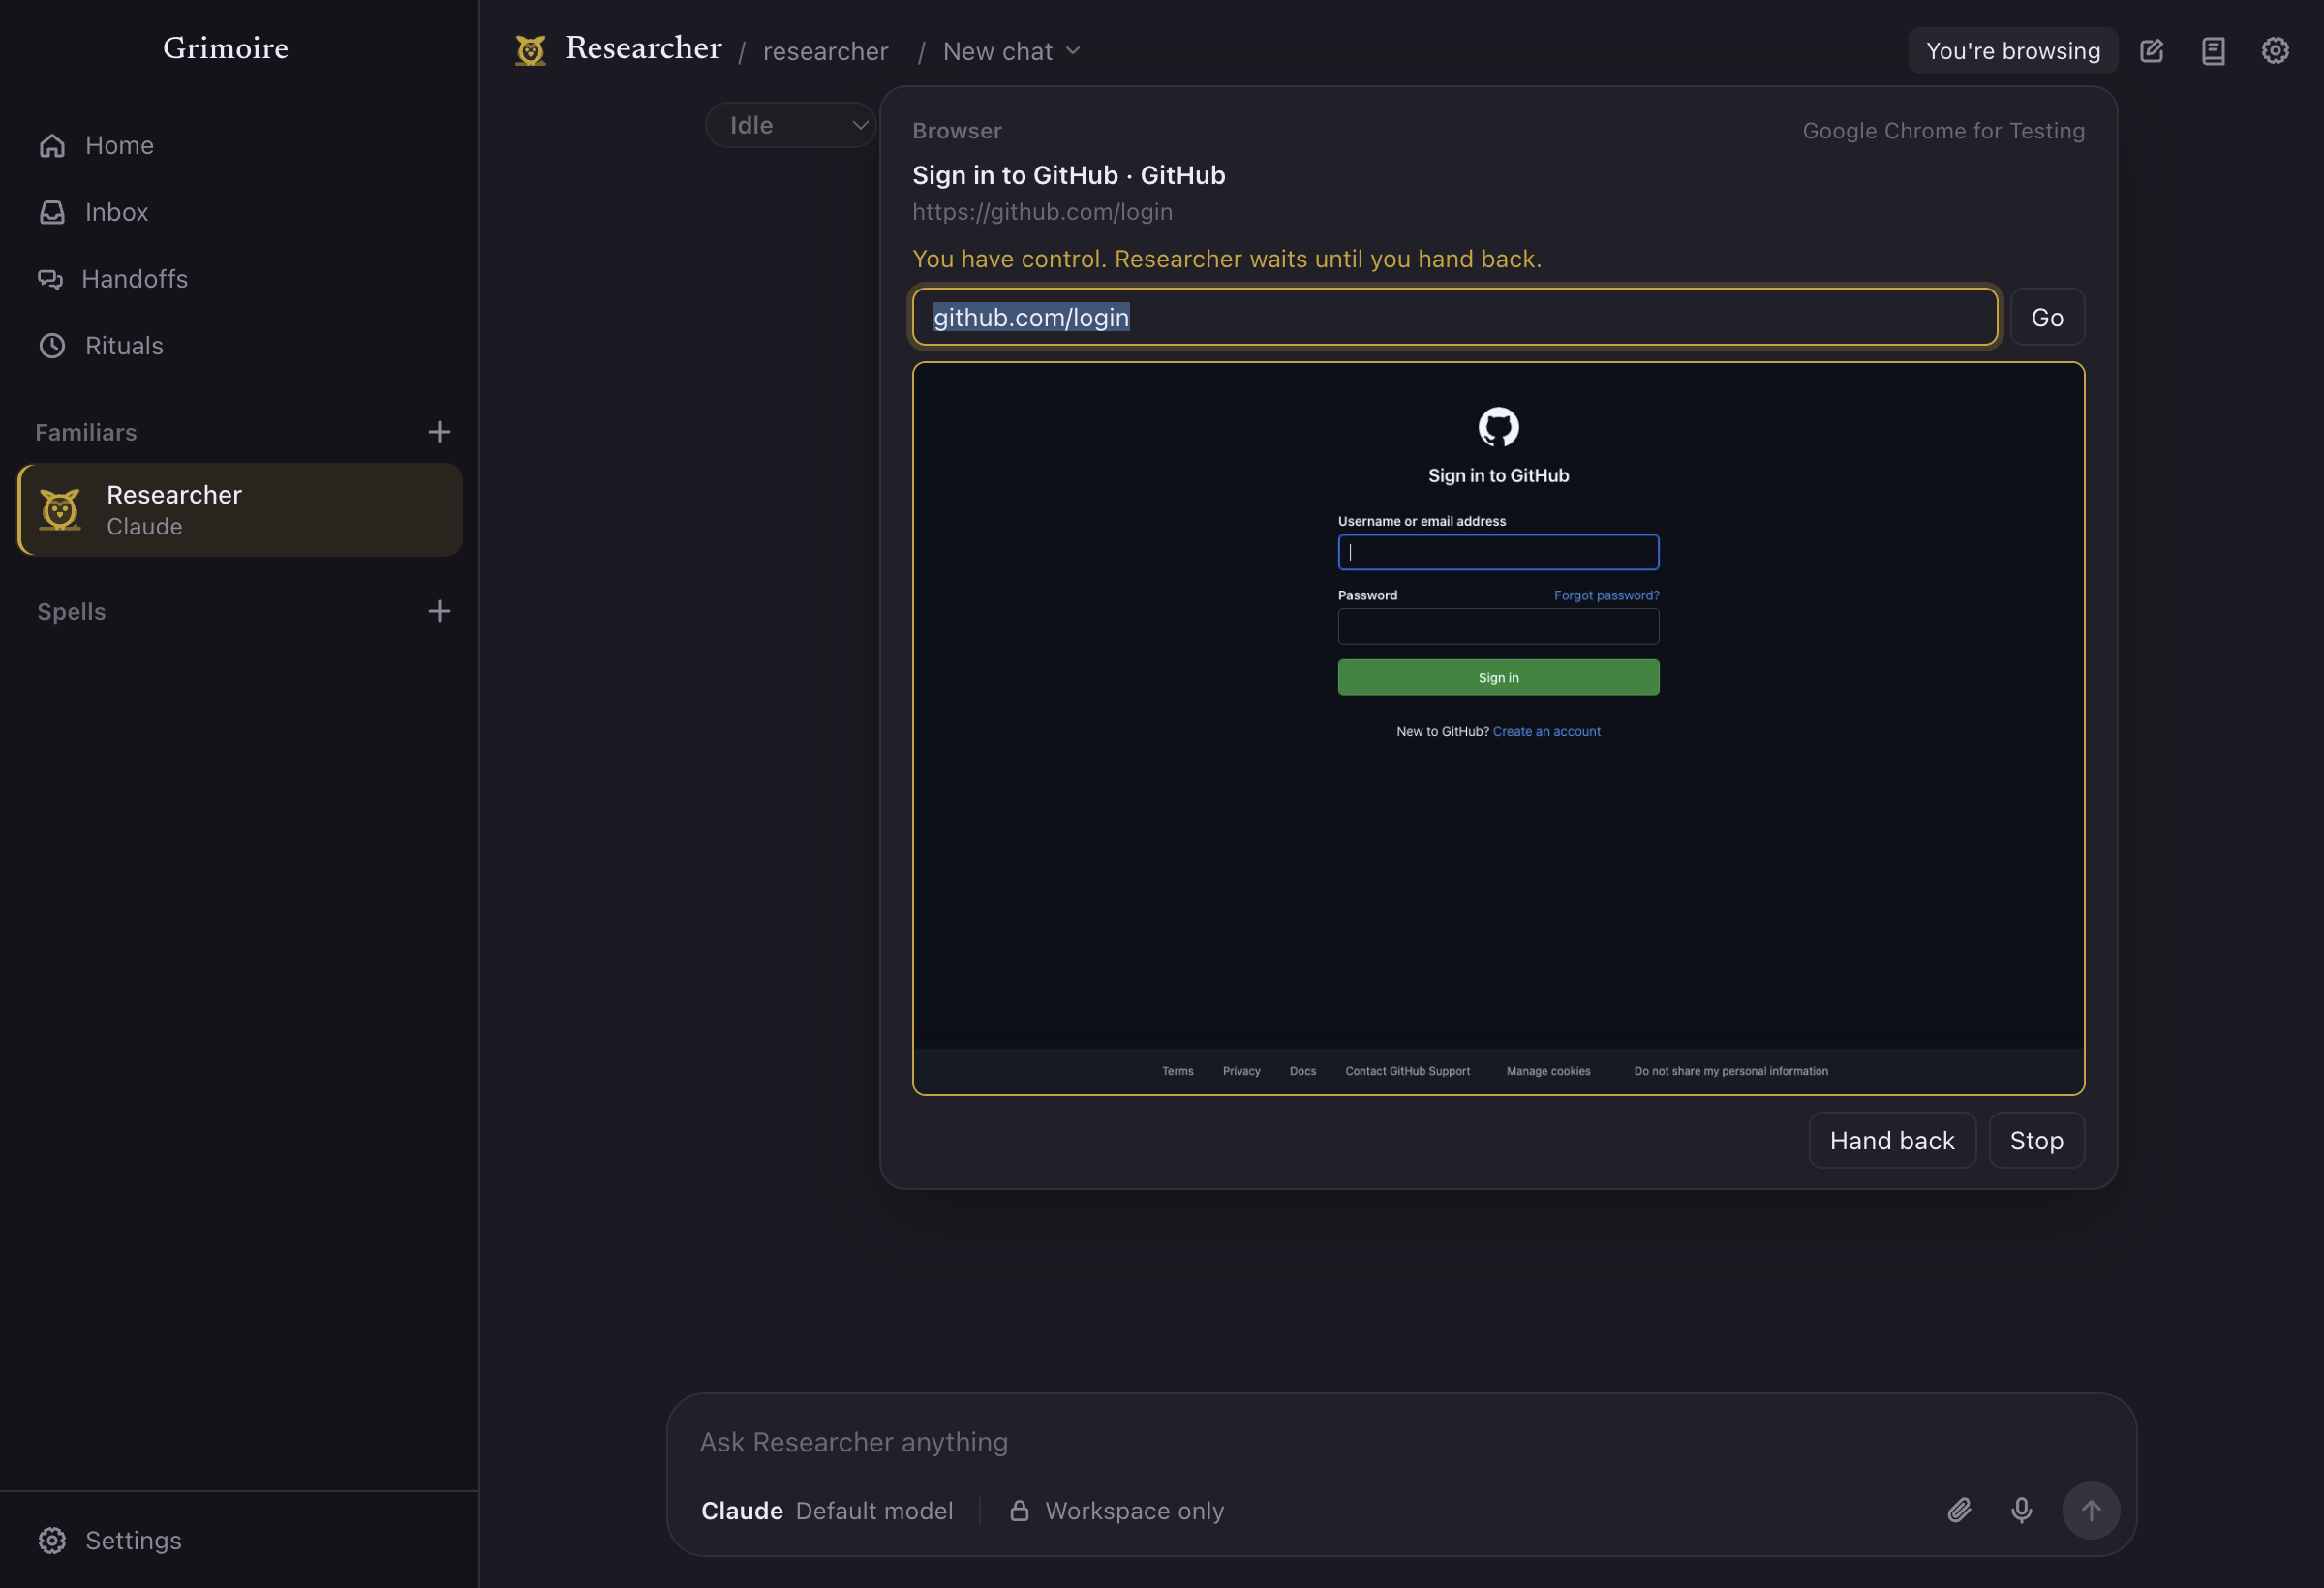 Grimoire
Home
Inbox
Handoffs
Rituals
Familiars
Researcher
Claude
Spells
Settings
Researcher / researcher / New chat
You're browsing
Idle
Browser
Google Chrome for Testing
Sign in to GitHub · GitHub
https://github.com/login
You have control. Researcher waits until you hand back.
github.com/login
Go
Sign in to GitHub
Username or email address
Password
Forgot password?
Sign in
New to GitHub? Create an account
Terms
Privacy
Docs
Contact GitHub Support
Manage cookies
Do not share my personal information
Hand back
Stop
Ask Researcher anything
Claude Default model
Workspace only